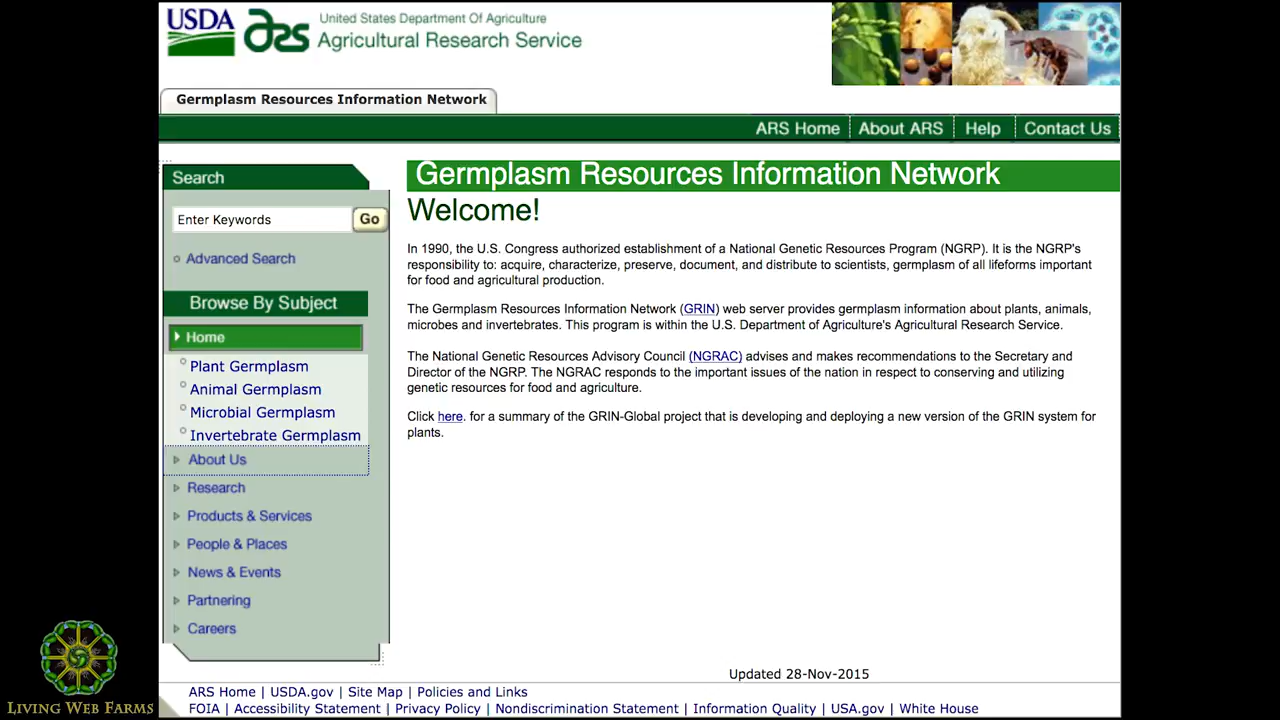 USDA
ars
United States Department Of Agriculture
Agricultural Research Service
Germplasm Resources Information Network
ARS Home
About ARS
Help
Contact Us
Search
Enter Keywords
Go
Advanced Search
Browse By Subject
Home
Plant Germplasm
Animal Germplasm
Microbial Germplasm
Invertebrate Germplasm
About Us
Research
Products & Services
People & Places
News & Events
Partnering
Careers
Germplasm Resources Information Network
Welcome!
In 1990, the U.S. Congress authorized establishment of a National Genetic Resources Program (NGRP). It is the NGRP's
responsibility to: acquire, characterize, preserve, document, and distribute to scientists, germplasm of all lifeforms important
for food and agricultural production.
The Germplasm Resources Information Network (GRIN) web server provides germplasm information about plants, animals,
microbes and invertebrates. This program is within the U.S. Department of Agriculture's Agricultural Research Service.
The National Genetic Resources Advisory Council (NGRAC) advises and makes recommendations to the Secretary and
Director of the NGRP. The NGRAC responds to the important issues of the nation in respect to conserving and utilizing
genetic resources for food and agriculture.
Click here. for a summary of the GRIN-Global project that is developing and deploying a new version of the GRIN system for
plants.
Updated 28-Nov-2015
ARS Home | USDA.gov | Site Map | Policies and Links
FOIA | Accessibility Statement | Privacy Policy | Nondiscrimination Statement | Information Quality | USA.gov | White House
LIVING WEB FARMS